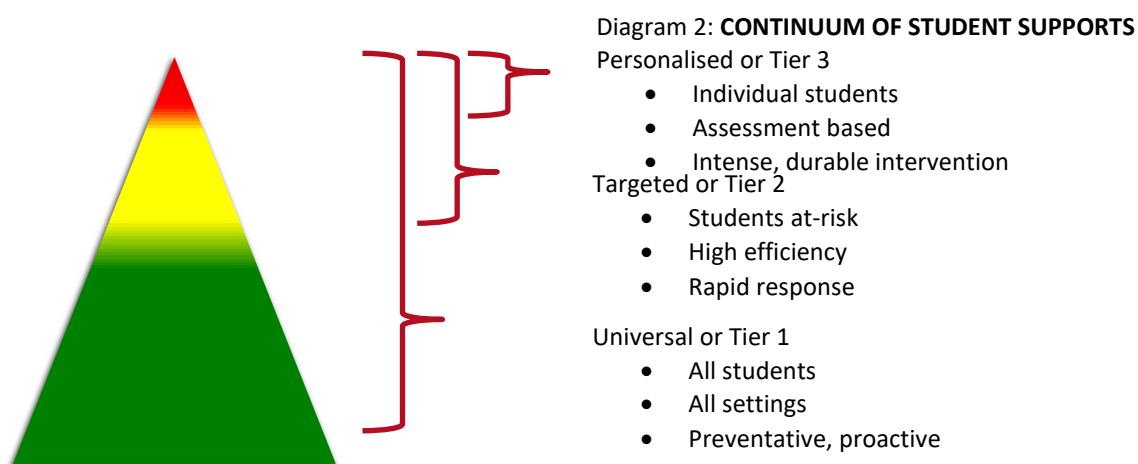 Diagram 2: CONTINUUM OF STUDENT SUPPORTS
Personalised or Tier 3
• Individual students
• Assessment based
• Intense, durable intervention
Targeted or Tier 2
• Students at-risk
• High efficiency
• Rapid response
Universal or Tier 1
• All students
• All settings
• Preventative, proactive